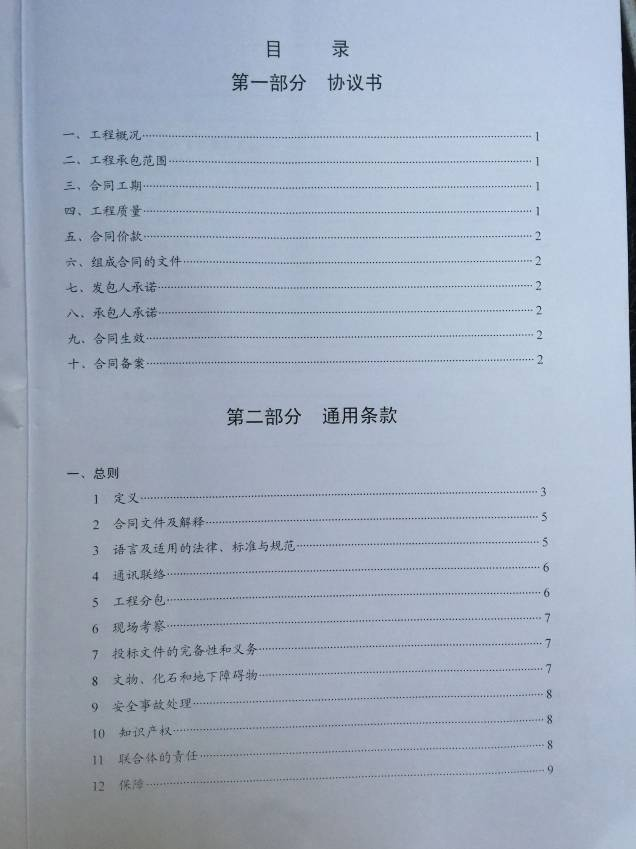 目 录
第一部分 协议书
一、工程概况 1
二、工程承包范围 1
三、合同工期 1
四、工程质量 1
五、合同价款 2
六、组成合同的文件 2
七、发包人承诺 2
八、承包人承诺 2
九、合同生效 2
十、合同备案 2
第二部分 通用条款
一、总则
1 定义 3
2 合同文件及解释 5
3 语言及适用的法律、标准与规范 5
4 通讯联络 6
5 工程分包 6
6 现场考察 7
7 投标文件的完备性和义务 7
8 文物、化石和地下障碍物 7
9 安全事故处理 8
10 知识产权 8
11 联合体的责任 8
12 保障 9